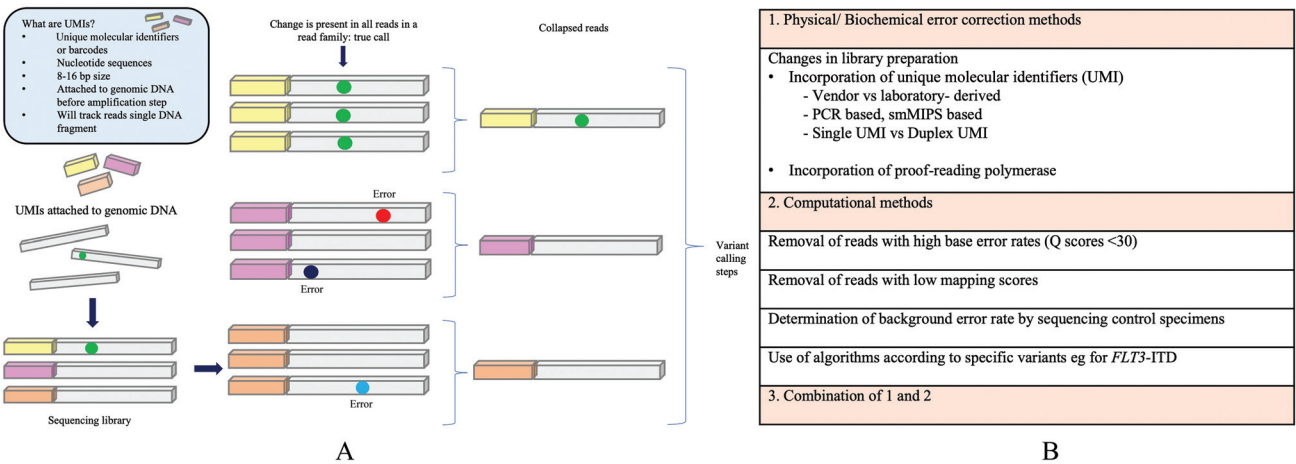 What are UMIs?
• Unique molecular identifiers
or barcodes
• Nucleotide sequences
• 8-16 bp size
• Attached to genomic DNA
before amplification step
• Will track reads single DNA
fragment
UMIs attached to genomic DNA
Sequencing library
Change is present in all reads in a
read family: true call
Error
Error
Error
Collapsed reads
Variant
calling
steps
A
1. Physical/ Biochemical error correction methods
Changes in library preparation
• Incorporation of unique molecular identifiers (UMI)
- Vendor vs laboratory- derived
- PCR based, smMIPS based
- Single UMI vs Duplex UMI
• Incorporation of proof-reading polymerase
2. Computational methods
Removal of reads with high base error rates (Q scores <30)
Removal of reads with low mapping scores
Determination of background error rate by sequencing control specimens
Use of algorithms according to specific variants eg for FLT3-ITD
3. Combination of 1 and 2
B